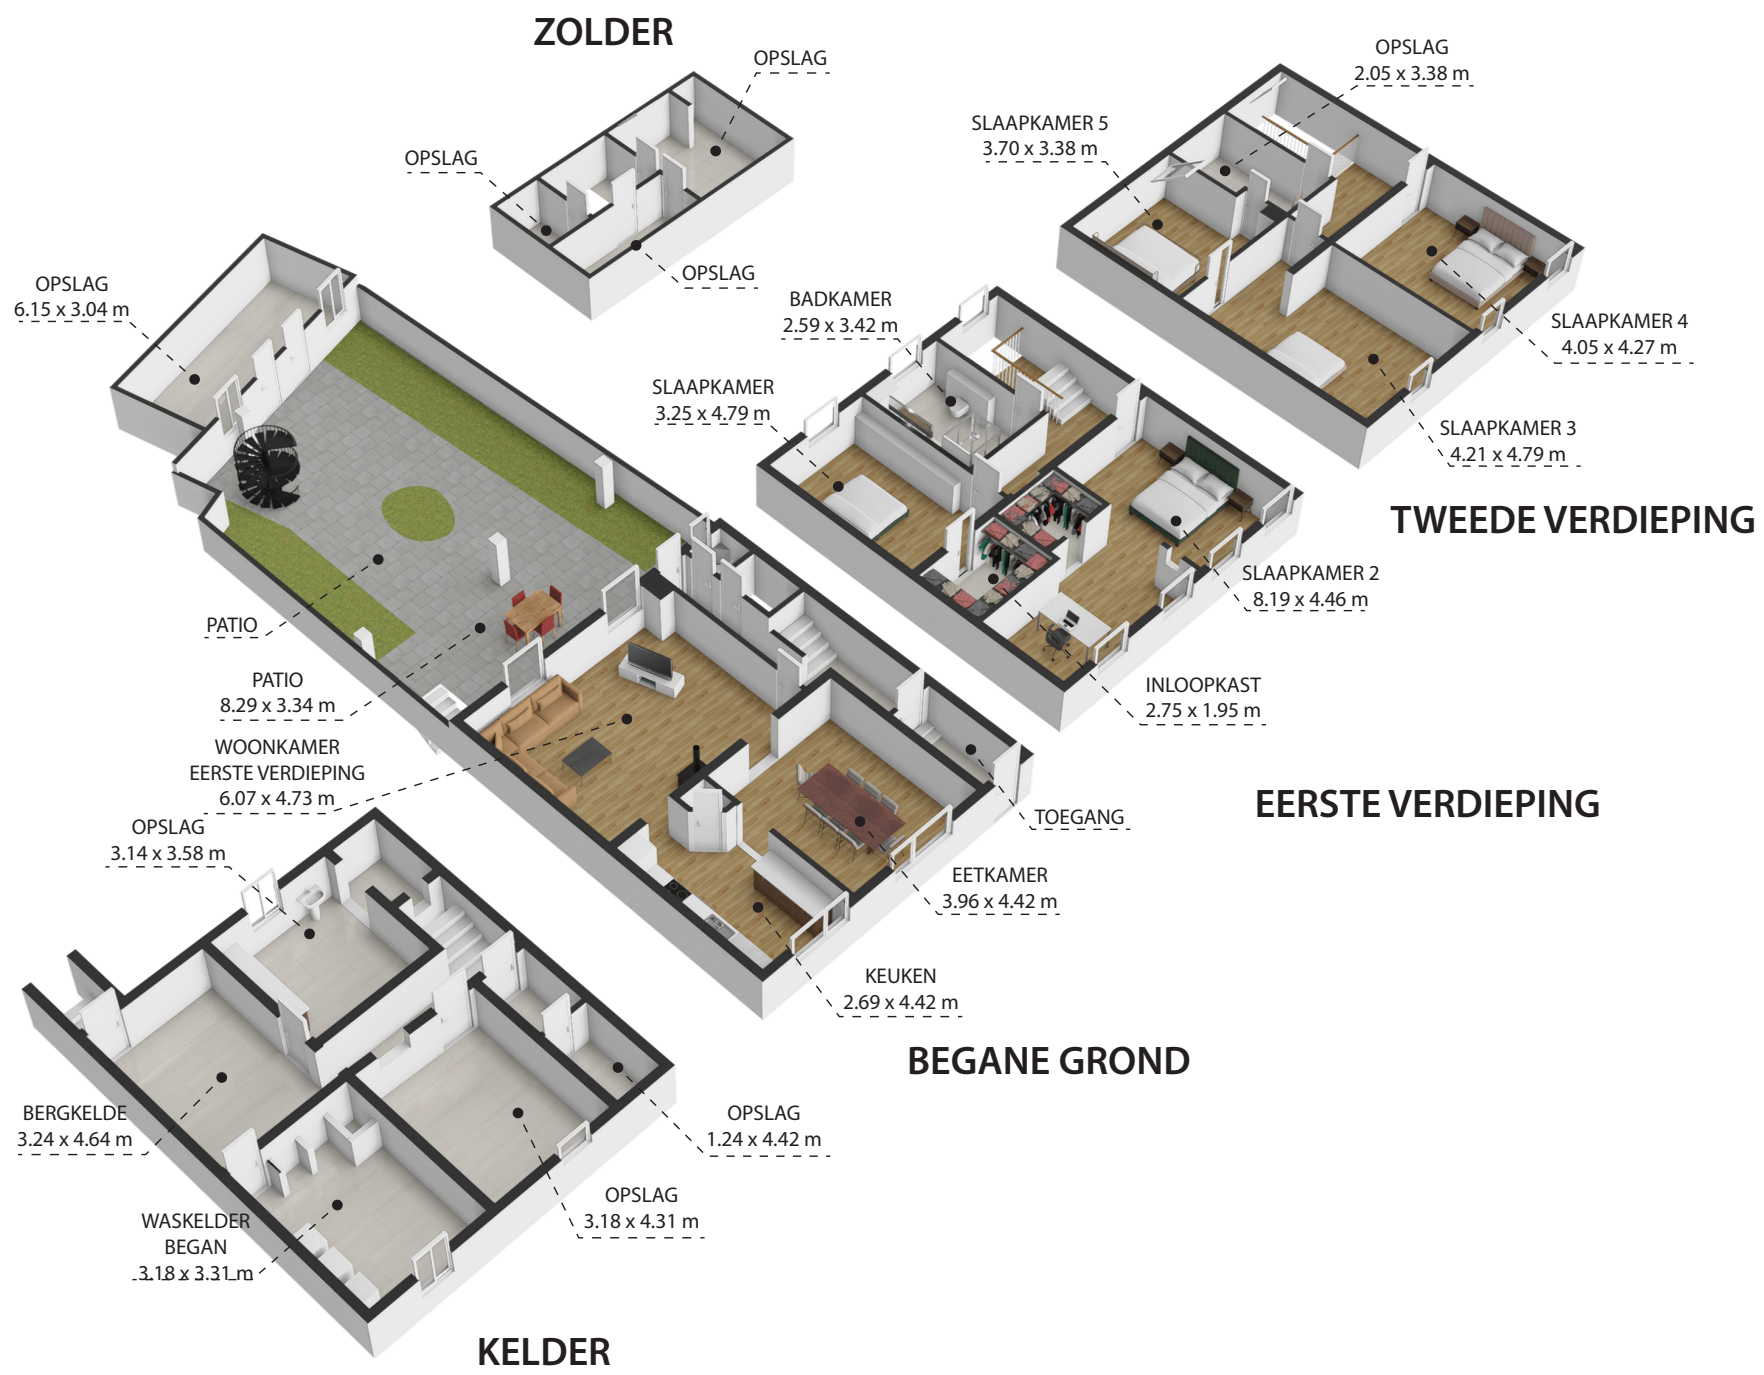 ZOLDER
OPSLAG
OPSLAG
OPSLAG
OPSLAG
2.05 x 3.38 m
SLAAPKAMER 5
3.70 x 3.38 m
SLAAPKAMER 4
4.05 x 4.27 m
SLAAPKAMER 3
4.21 x 4.79 m
TWEEDE VERDIEPING
OPSLAG
6.15 x 3.04 m
BADKAMER
2.59 x 3.42 m
SLAAPKAMER
3.25 x 4.79 m
SLAAPKAMER 2
8.19 x 4.46 m
INLOOPKAST
2.75 x 1.95 m
EERSTE VERDIEPING
PATIO
PATIO
8.29 x 3.34 m
WOONKAMER
EERSTE VERDIEPING
6.07 x 4.73 m
TOEGANG
EETKAMER
3.96 x 4.42 m
KEUKEN
2.69 x 4.42 m
BEGANE GROND
OPSLAG
3.14 x 3.58 m
BERGKELDE
3.24 x 4.64 m
OPSLAG
1.24 x 4.42 m
OPSLAG
3.18 x 4.31 m
WASKELDER
BEGAN
3.18 x 3.31 m
KELDER